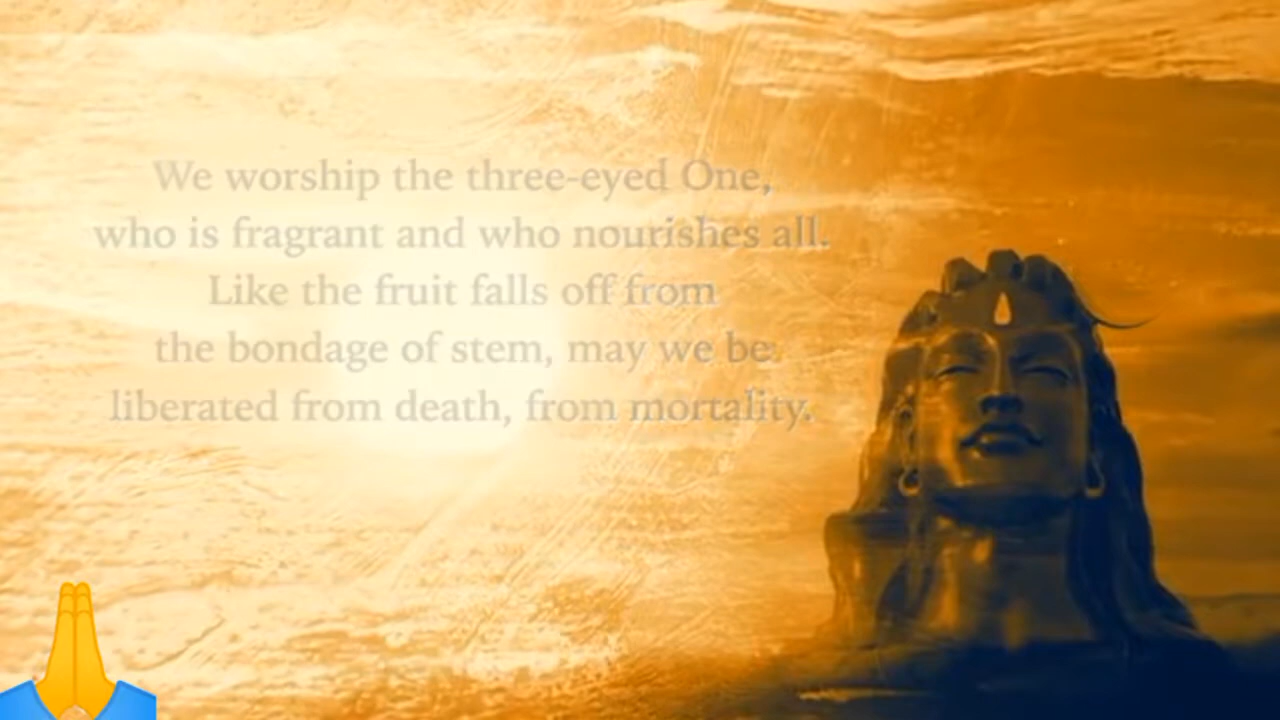 We worship the three-eyed One,
who is fragrant and who nourishes all.
Like the fruit falls off from
the bondage of stem, may we be
liberated from death, from mortality.